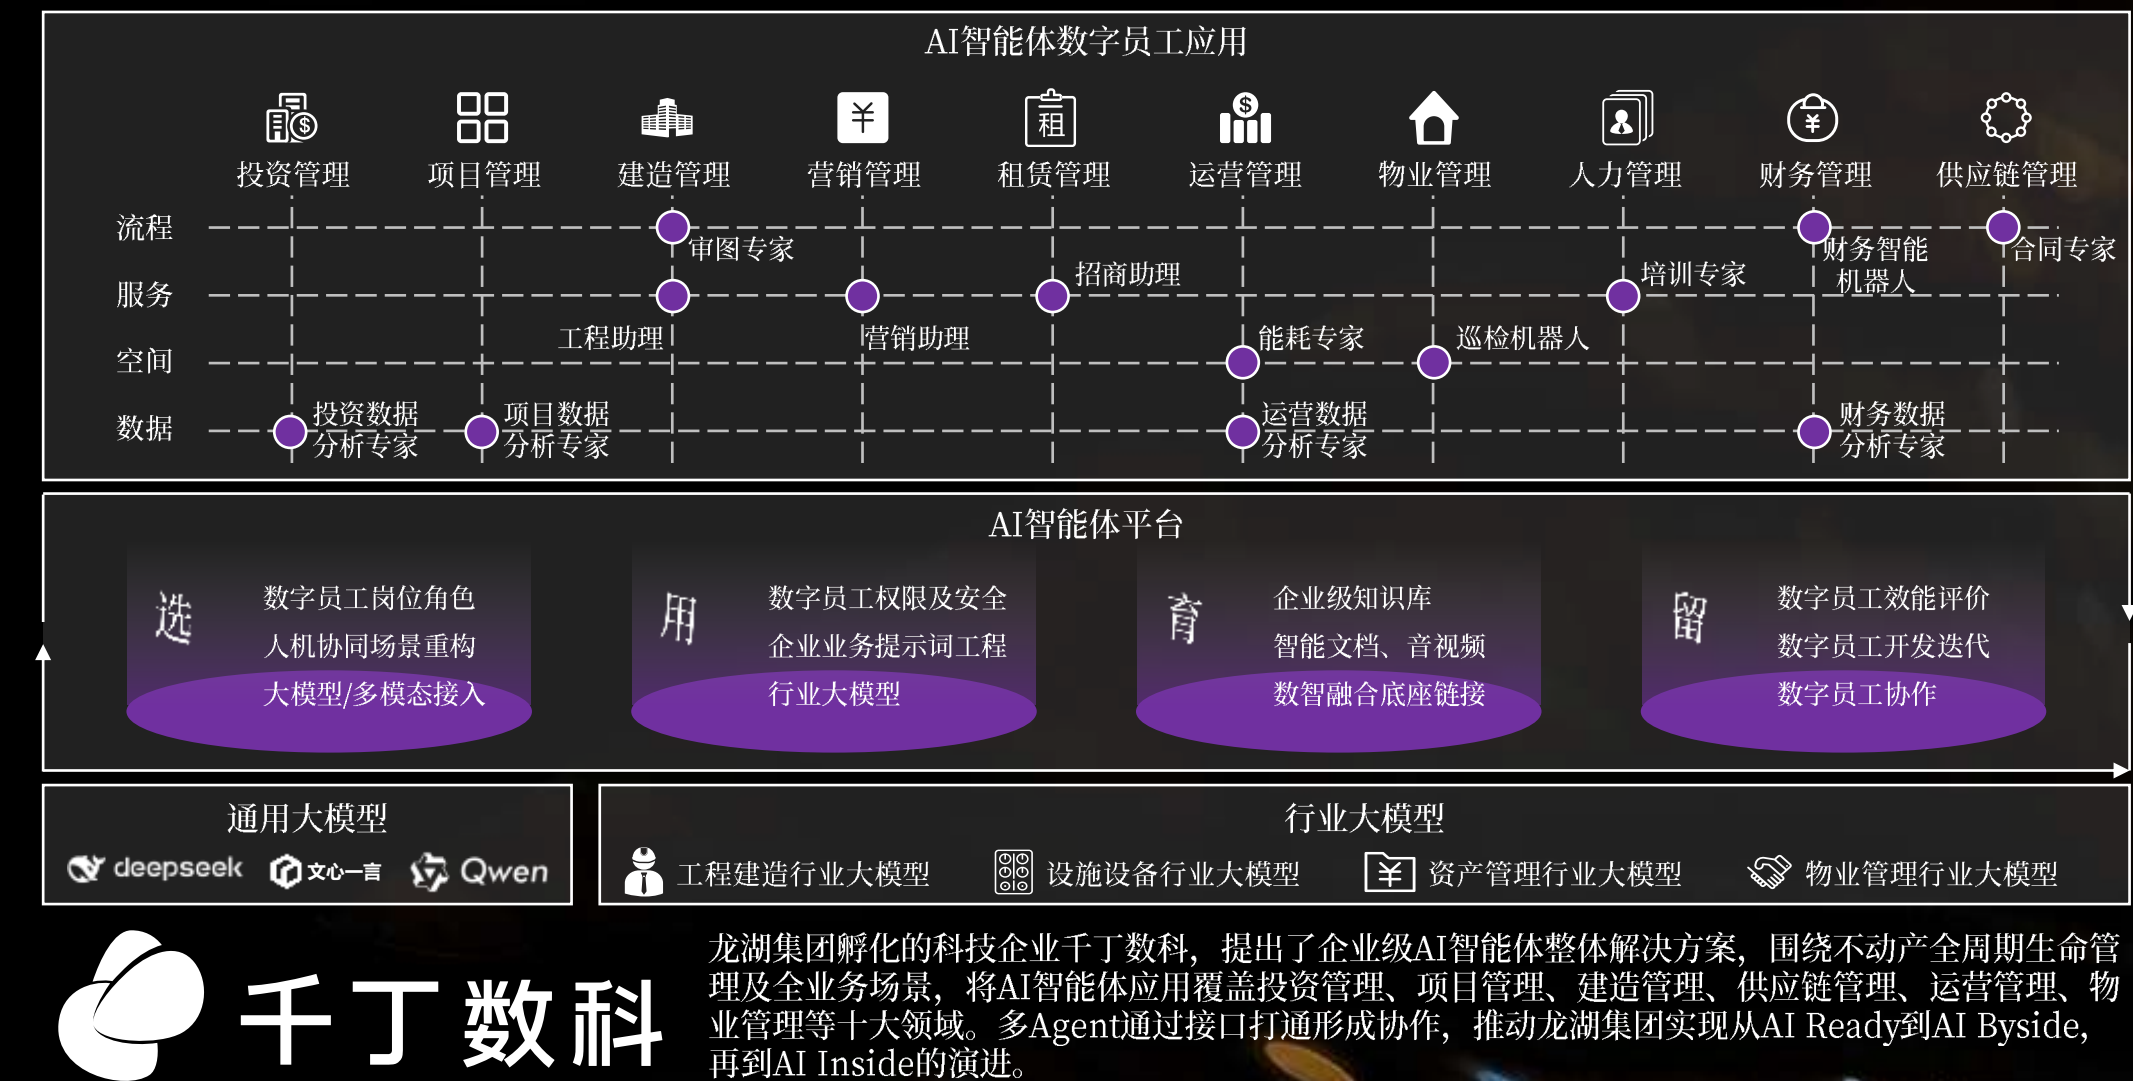 AI智能体数字员工应用
投资管理 项目管理 建造管理 营销管理 租赁管理 运营管理 物业管理 人力管理 财务管理 供应链管理
租
流程
审图专家 财务智能 合同专家
机器人
招商助理 培训专家
服务
工程助理 营销助理 能耗专家 巡检机器人
空间
投资数据 项目数据 运营数据 财务数据
数据
分析专家 分析专家 分析专家 分析专家
AI智能体平台
选
数字员工岗位角色
人机协同场景重构
大模型/多模态接入
用
数字员工权限及安全
企业业务提示词工程
行业大模型
育
企业级知识库
智能文档、音视频
数智融合底座链接
留
数字员工效能评价
数字员工开发迭代
数字员工协作
通用大模型
deepseek 文心一言 Qwen
行业大模型
工程建造行业大模型 设施设备行业大模型 资产管理行业大模型 物业管理行业大模型
千丁数科
龙湖集团孵化的科技企业千丁数科，提出了企业级AI智能体整体解决方案，围绕不动产全周期生命管
理及全业务场景，将AI智能体应用覆盖投资管理、项目管理、建造管理、供应链管理、运营管理、物
业管理等十大领域。多Agent通过接口打通形成协作，推动龙湖集团实现从AI Ready到AI Byside，
再到AI Inside的演进。